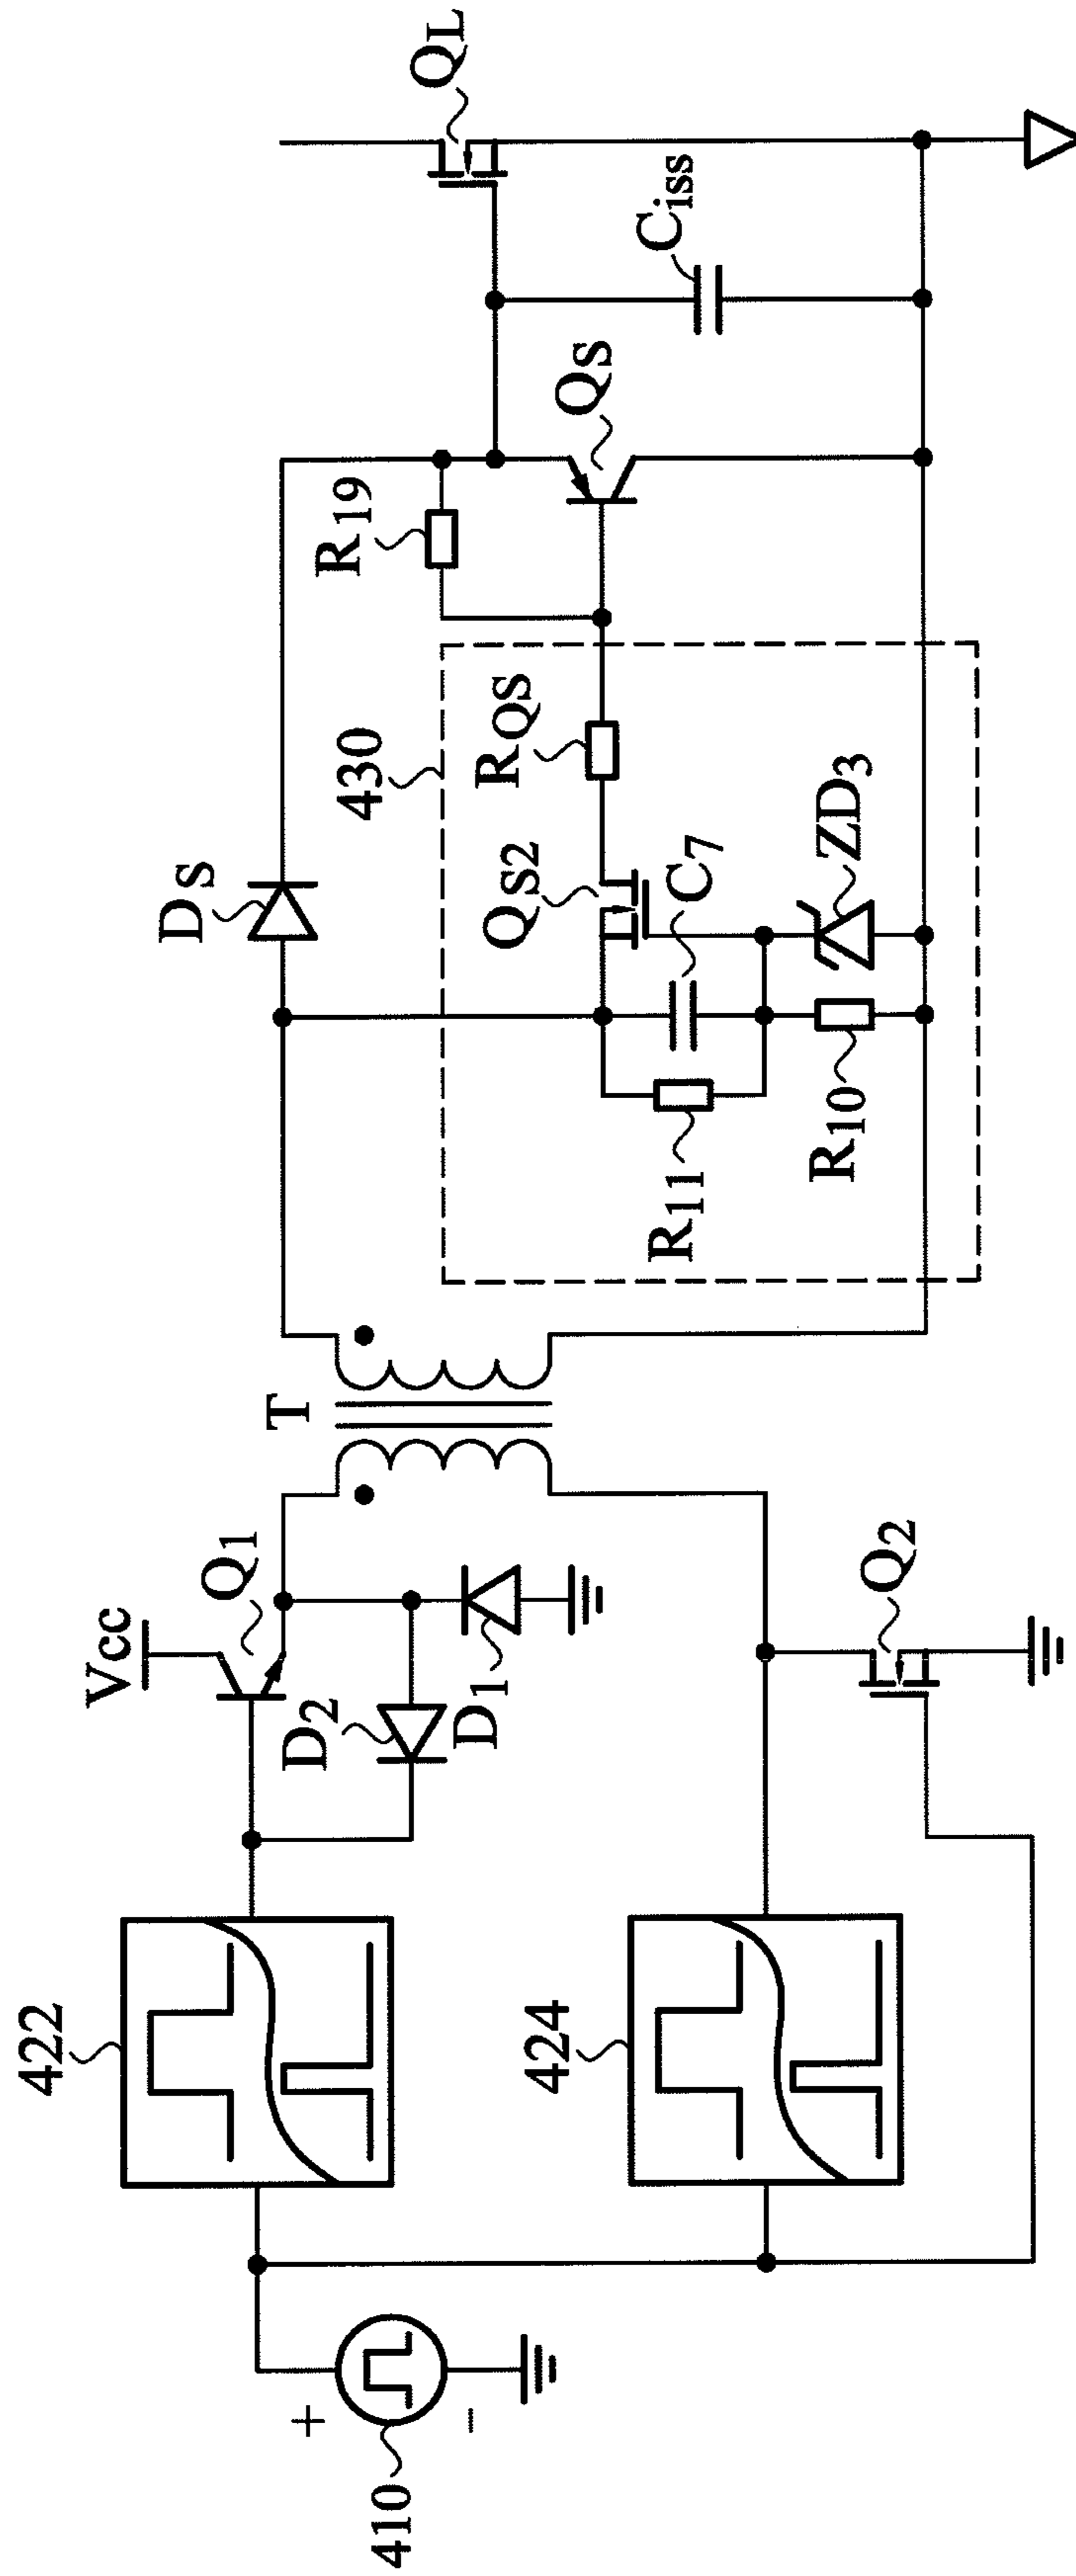 410
+
-
422
424
Vcc
Q1
D2
D1
Q2
T
DS
430
R11
R10
C7
ZD3
QS2
RQS
R19
QS
Ciss
QL